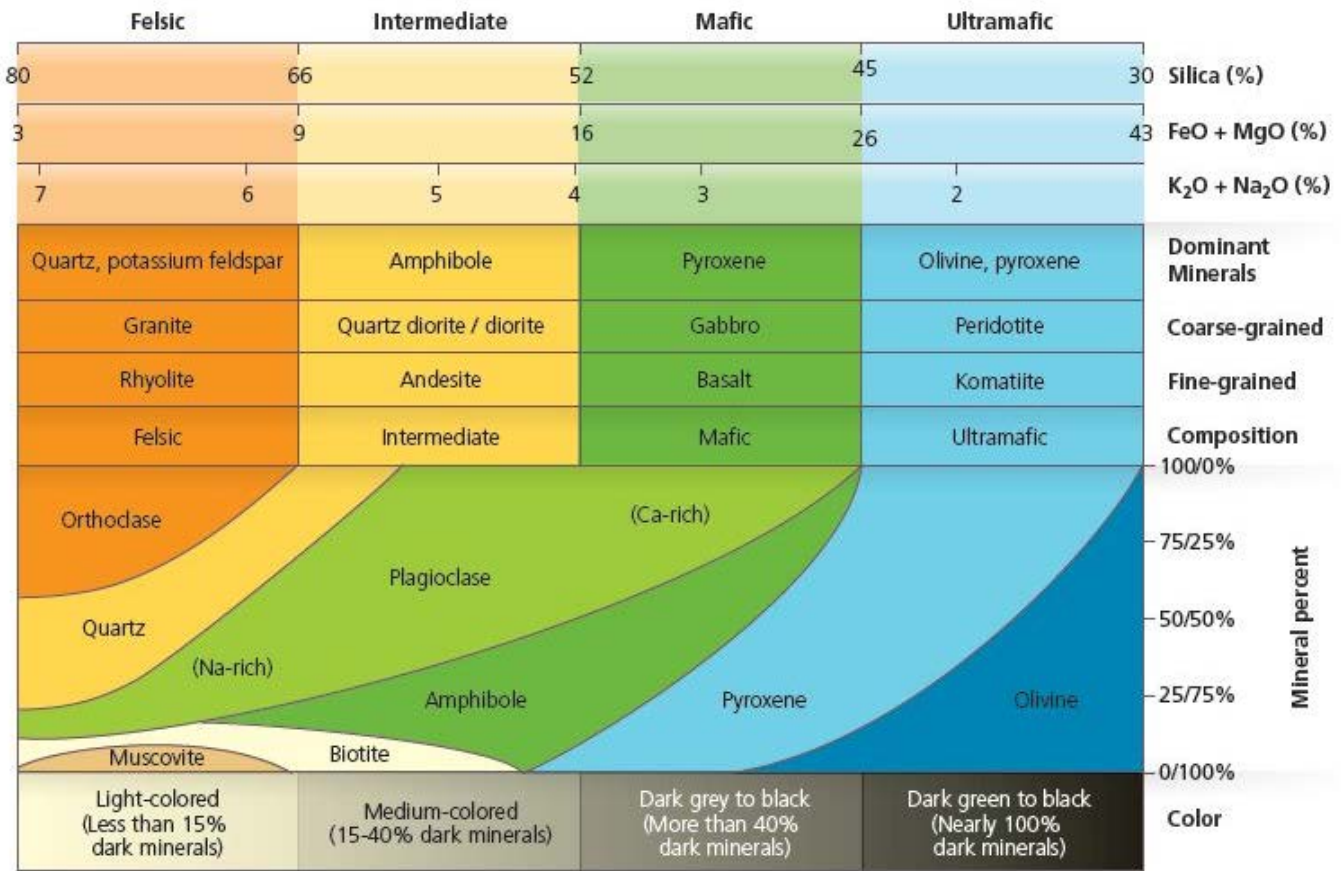 Felsic Intermediate Mafic Ultramafic
80 66 52 45 30 Silica (%)
3 9 16 26 43 FeO + MgO (%)
7 6 5 4 3 2 K₂O + Na₂O (%)
Quartz, potassium feldspar Amphibole Pyroxene Olivine, pyroxene Dominant
Minerals
Granite Quartz diorite / diorite Gabbro Peridotite Coarse-grained
Rhyolite Andesite Basalt Komatiite Fine-grained
Felsic Intermediate Mafic Ultramafic Composition
100/0%
Orthoclase
(Ca-rich)
75/25%
Plagioclase
50/50%
Quartz
(Na-rich)
25/75%
Amphibole
Pyroxene
Olivine
Mineral percent
Muscovite
Biotite
0/100%
Light-colored
(Less than 15%
dark minerals)
Medium-colored
(15-40% dark minerals)
Dark grey to black
(More than 40%
dark minerals)
Dark green to black
(Nearly 100%
dark minerals)
Color